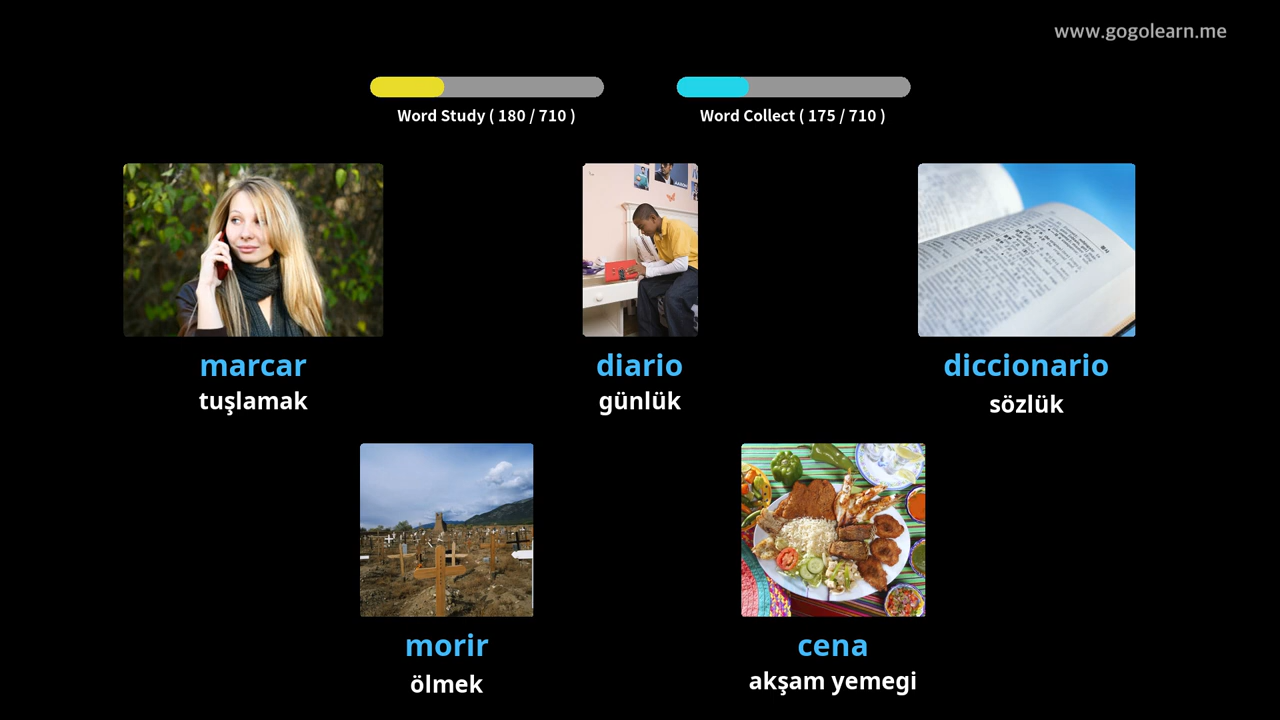 www.gogolearn.me
Word Study ( 180 / 710 )
Word Collect ( 175 / 710 )
marcar
tuşlamak
diario
günlük
diccionario
sözlük
morir
ölmek
cena
akşam yemegi